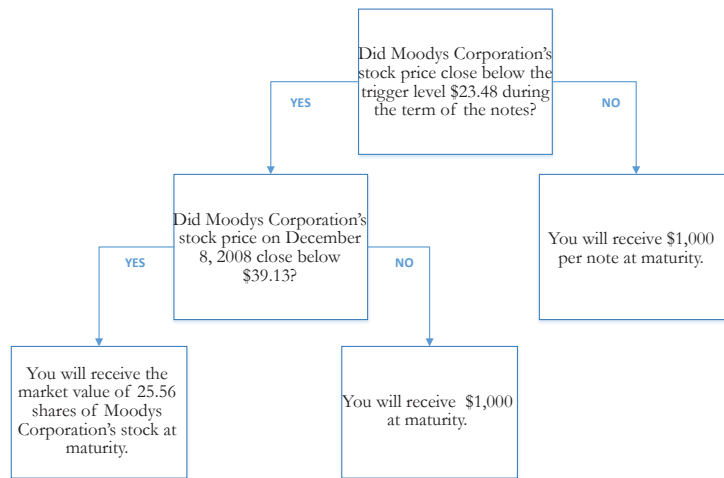 Did Moodys Corporation's
stock price close below the
trigger level $23.48 during
the term of the notes?
YES
NO
Did Moodys Corporation's
stock price on December
8, 2008 close below
$39.13?
You will receive $1,000
per note at maturity.
YES
NO
You will receive the
market value of 25.56
shares of Moodys
Corporation's stock at
maturity.
You will receive $1,000
at maturity.